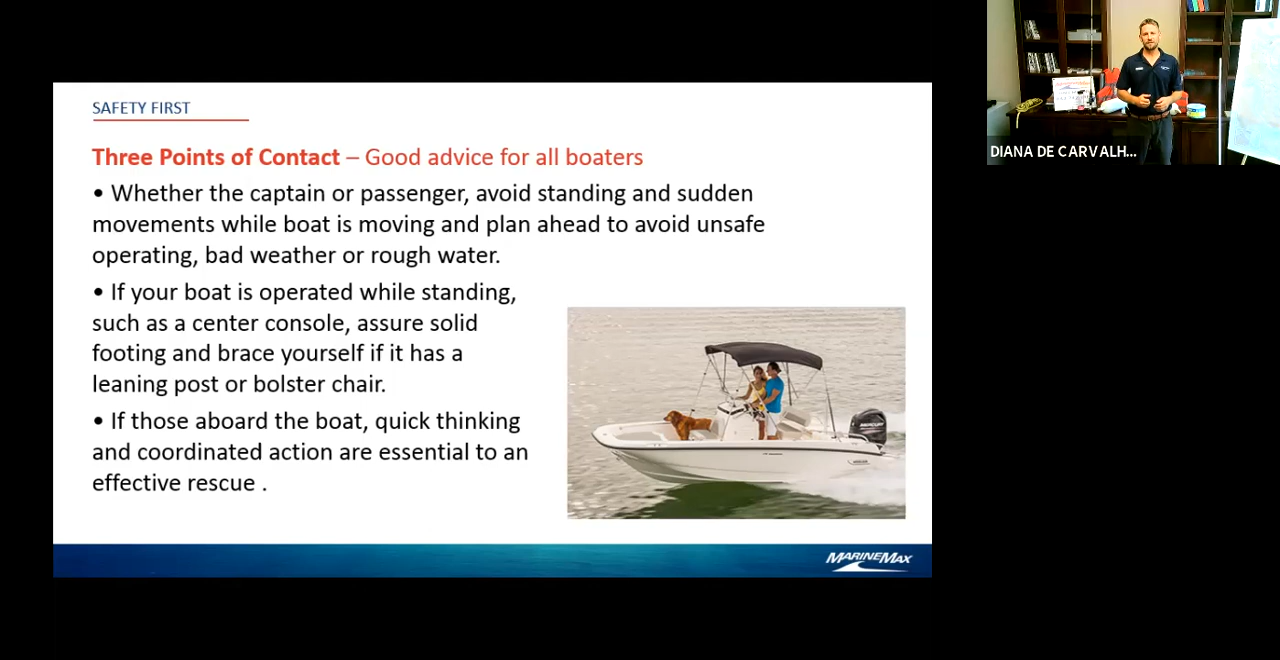 SAFETY FIRST
Three Points of Contact – Good advice for all boaters
• Whether the captain or passenger, avoid standing and sudden
movements while boat is moving and plan ahead to avoid unsafe
operating, bad weather or rough water.
• If your boat is operated while standing,
such as a center console, assure solid
footing and brace yourself if it has a
leaning post or bolster chair.
• If those aboard the boat, quick thinking
and coordinated action are essential to an
effective rescue .
MERCURY
MARINEMAX
DIANA DE CARVALH...